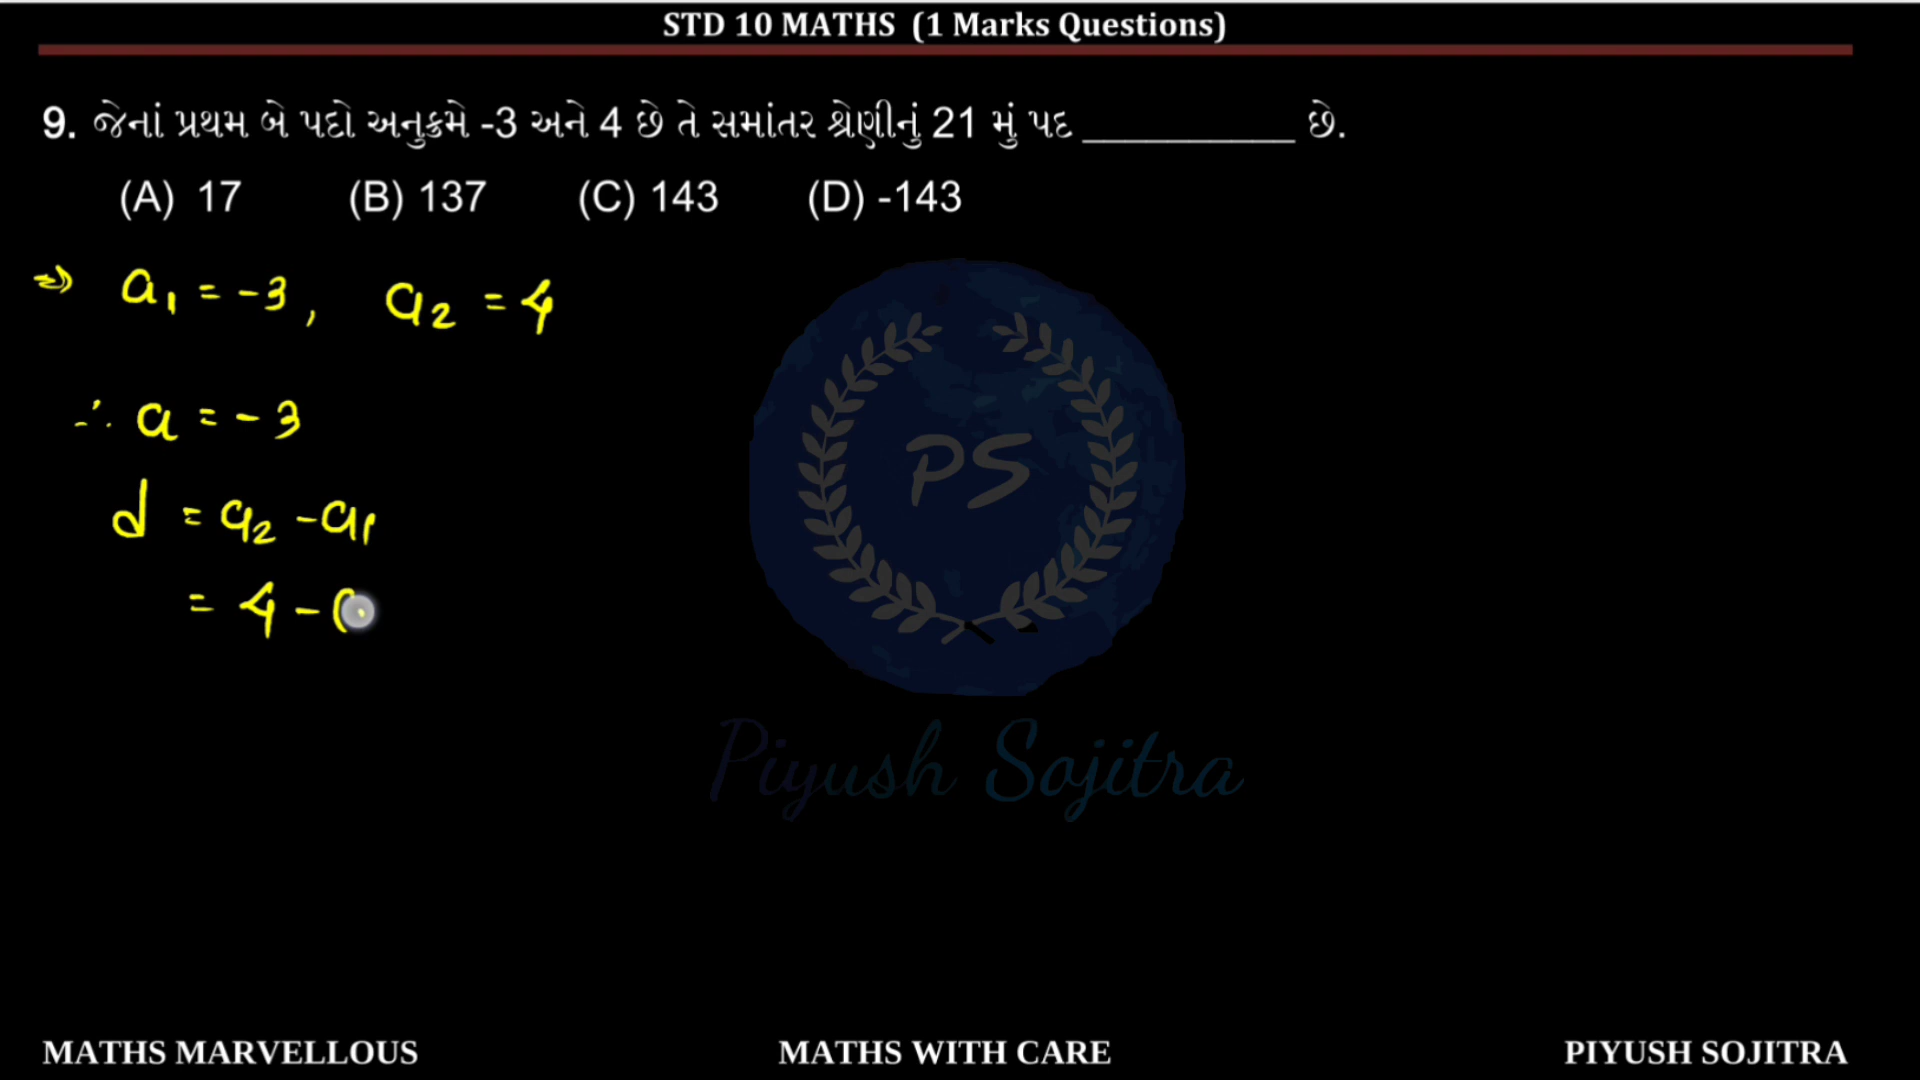 STD 10 MATHS (1 Marks Questions)
9. જેનાં પ્રથમ બે પદો અનુક્રમે -3 અને 4 છે તે સમાંતર શ્રેણીનું 21 મું પદ __________ છે.
(A) 17 (B) 137 (C) 143 (D) -143
⇒ a₁ = -3, a₂ = 4
∴ a = -3
d = a₂ - a₁
= 4 - (
PS
Piyush Sojitra
MATHS MARVELLOUS MATHS WITH CARE PIYUSH SOJITRA